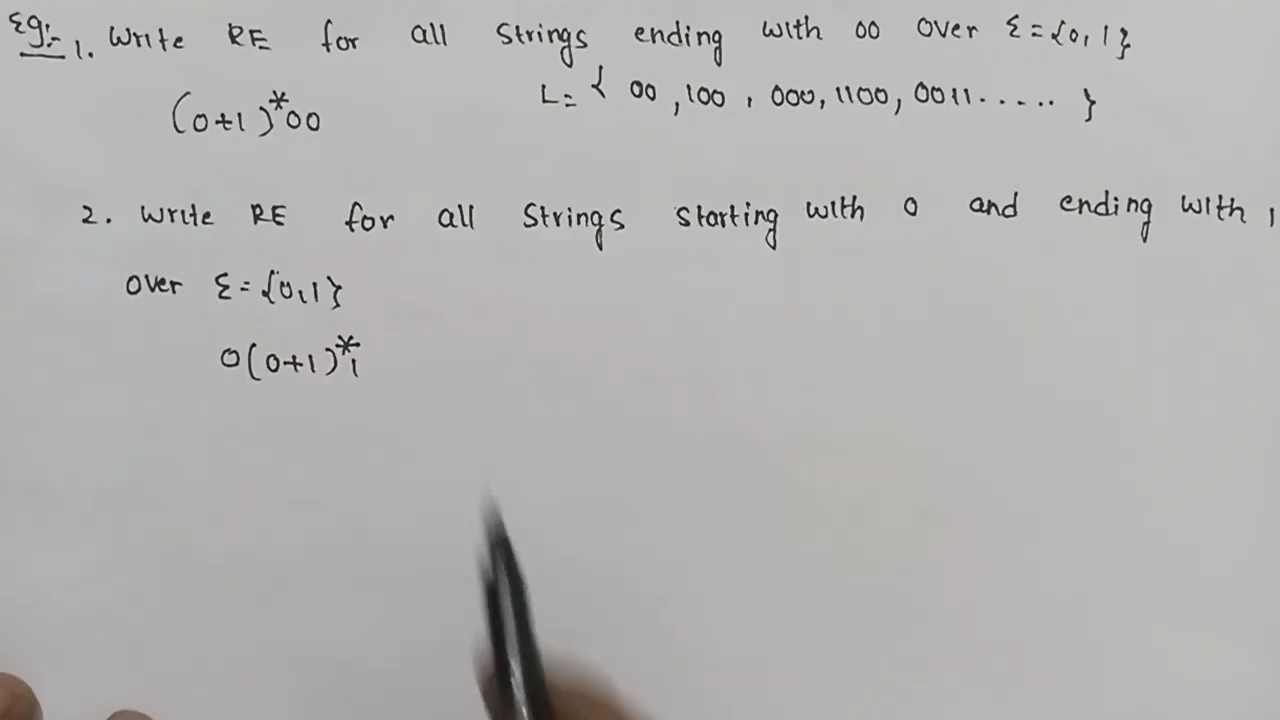 Eg:- 1. Write RE for all strings ending with 00 over Σ={0,1}
(0+1)*00 L= { 00, 100, 000, 1100, 0011..... }
2. Write RE for all strings starting with 0 and ending with 1
over Σ={0,1}
0(0+1)*1